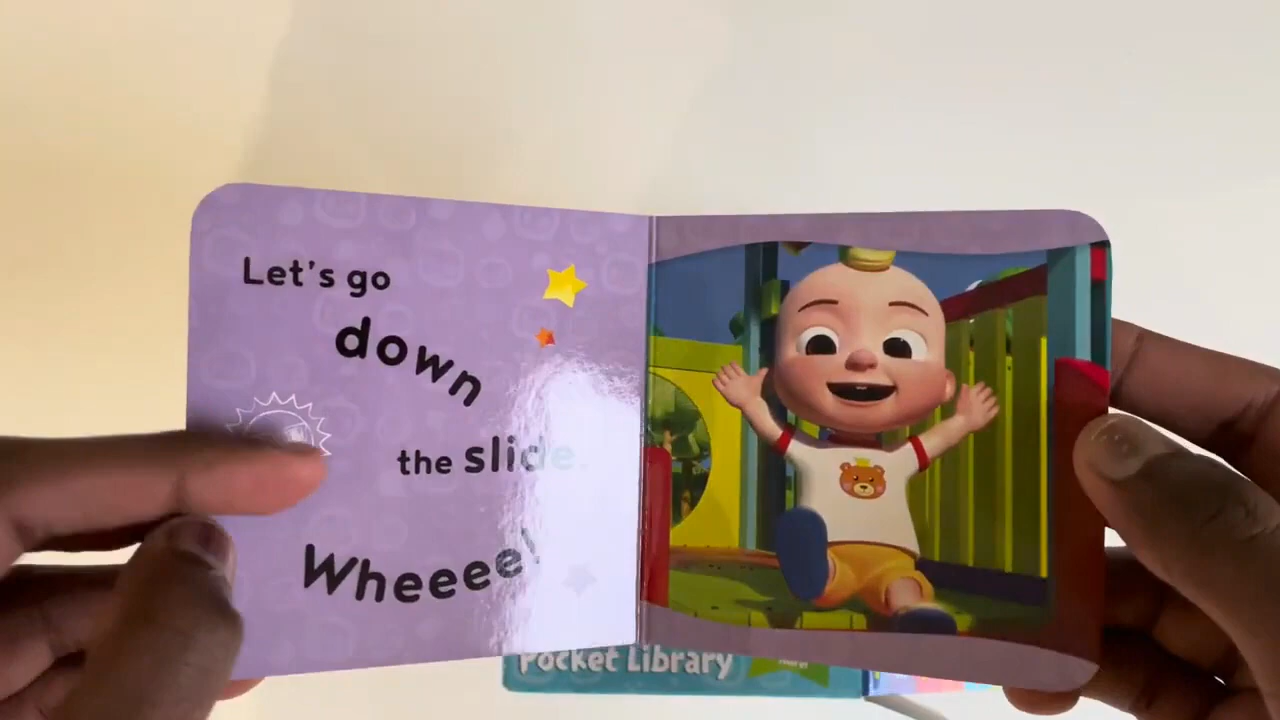 Let's go
down
the slide.
Wheeee!
Pocket Library